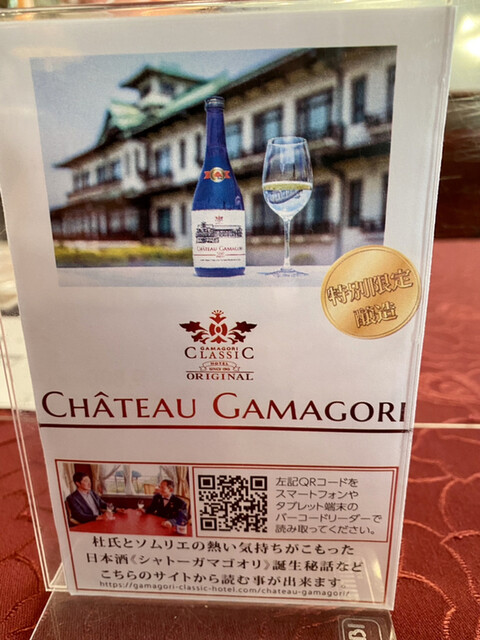 CHÂTEAU GAMAGORI
特別限定
醸造
GAMAGORI
CLASSIC
HOTEL
ORIGINAL
CHÂTEAU GAMAGORI
左記QRコードを
スマートフォンや
タブレット端末の
バーコードリーダーで
読み取ってください。
杜氏とソムリエの熱い気持ちがこもった
日本酒《シャトーガマゴオリ》誕生秘話など
こちらのサイトから読む事が出来ます。
https://gamagori-classic-hotel.com/chateau-gamagori/